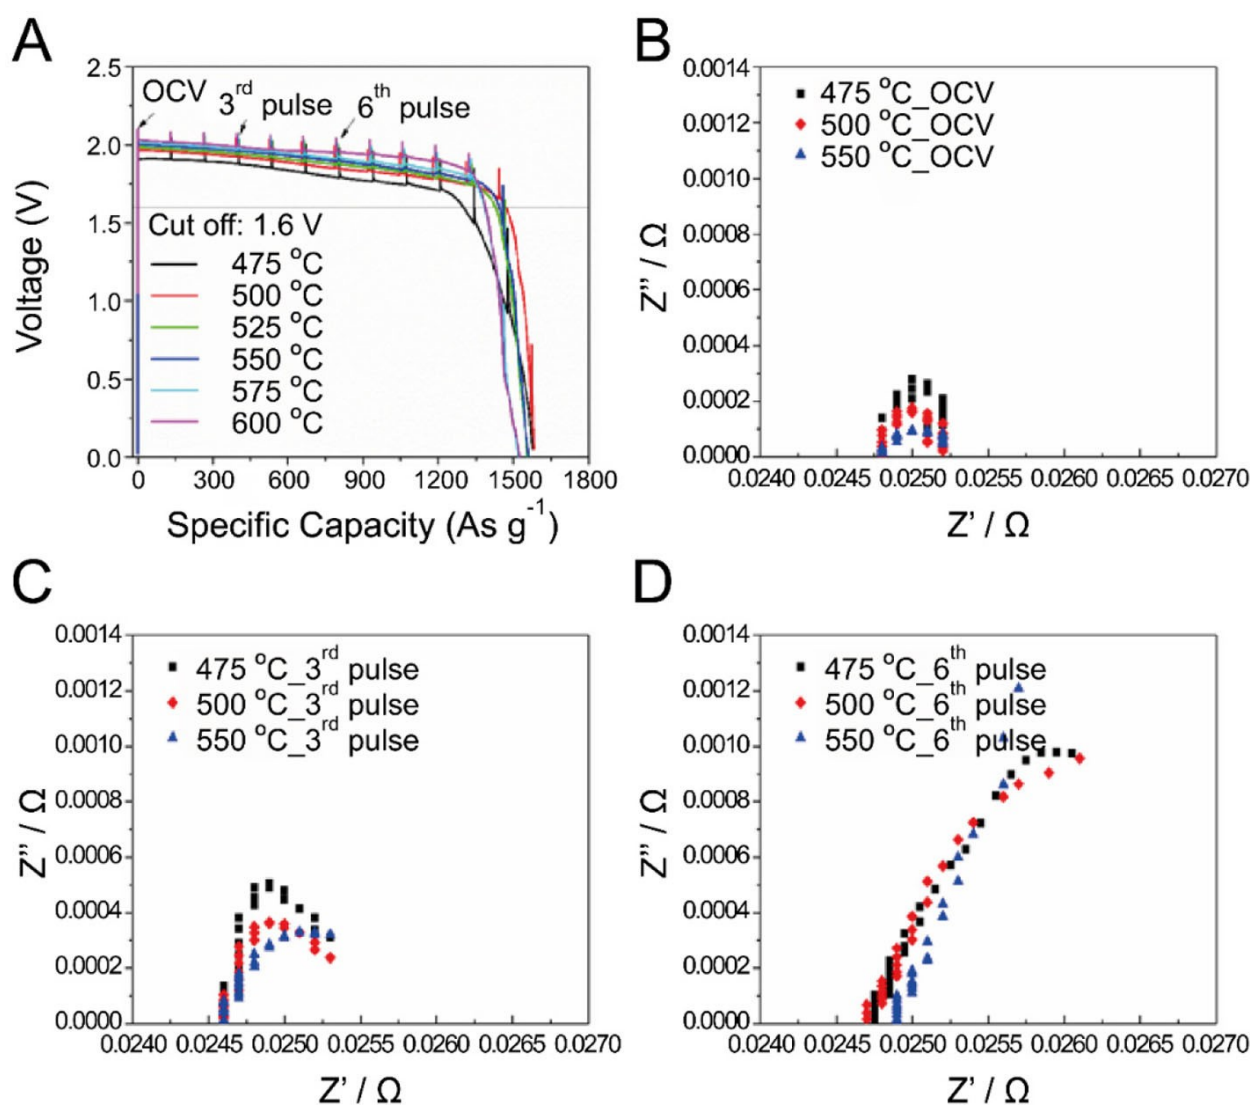 A
2.5
2.0
1.5
1.0
0.5
0.0
Voltage (V)
OCV
3rd pulse
6th pulse
Cut off: 1.6 V
475 °C
500 °C
525 °C
550 °C
575 °C
600 °C
0 300 600 900 1200 1500 1800
Specific Capacity (As g-1)
B
0.0014
0.0012
0.0010
0.0008
0.0006
0.0004
0.0002
0.0000
Z'' / Ω
475 °C_OCV
500 °C_OCV
550 °C_OCV
0.0240 0.0245 0.0250 0.0255 0.0260 0.0265 0.0270
Z' / Ω
C
0.0014
0.0012
0.0010
0.0008
0.0006
0.0004
0.0002
0.0000
Z'' / Ω
475 °C_3rd pulse
500 °C_3rd pulse
550 °C_3rd pulse
0.0240 0.0245 0.0250 0.0255 0.0260 0.0265 0.0270
Z' / Ω
D
0.0014
0.0012
0.0010
0.0008
0.0006
0.0004
0.0002
0.0000
Z'' / Ω
475 °C_6th pulse
500 °C_6th pulse
550 °C_6th pulse
0.0240 0.0245 0.0250 0.0255 0.0260 0.0265 0.0270
Z' / Ω